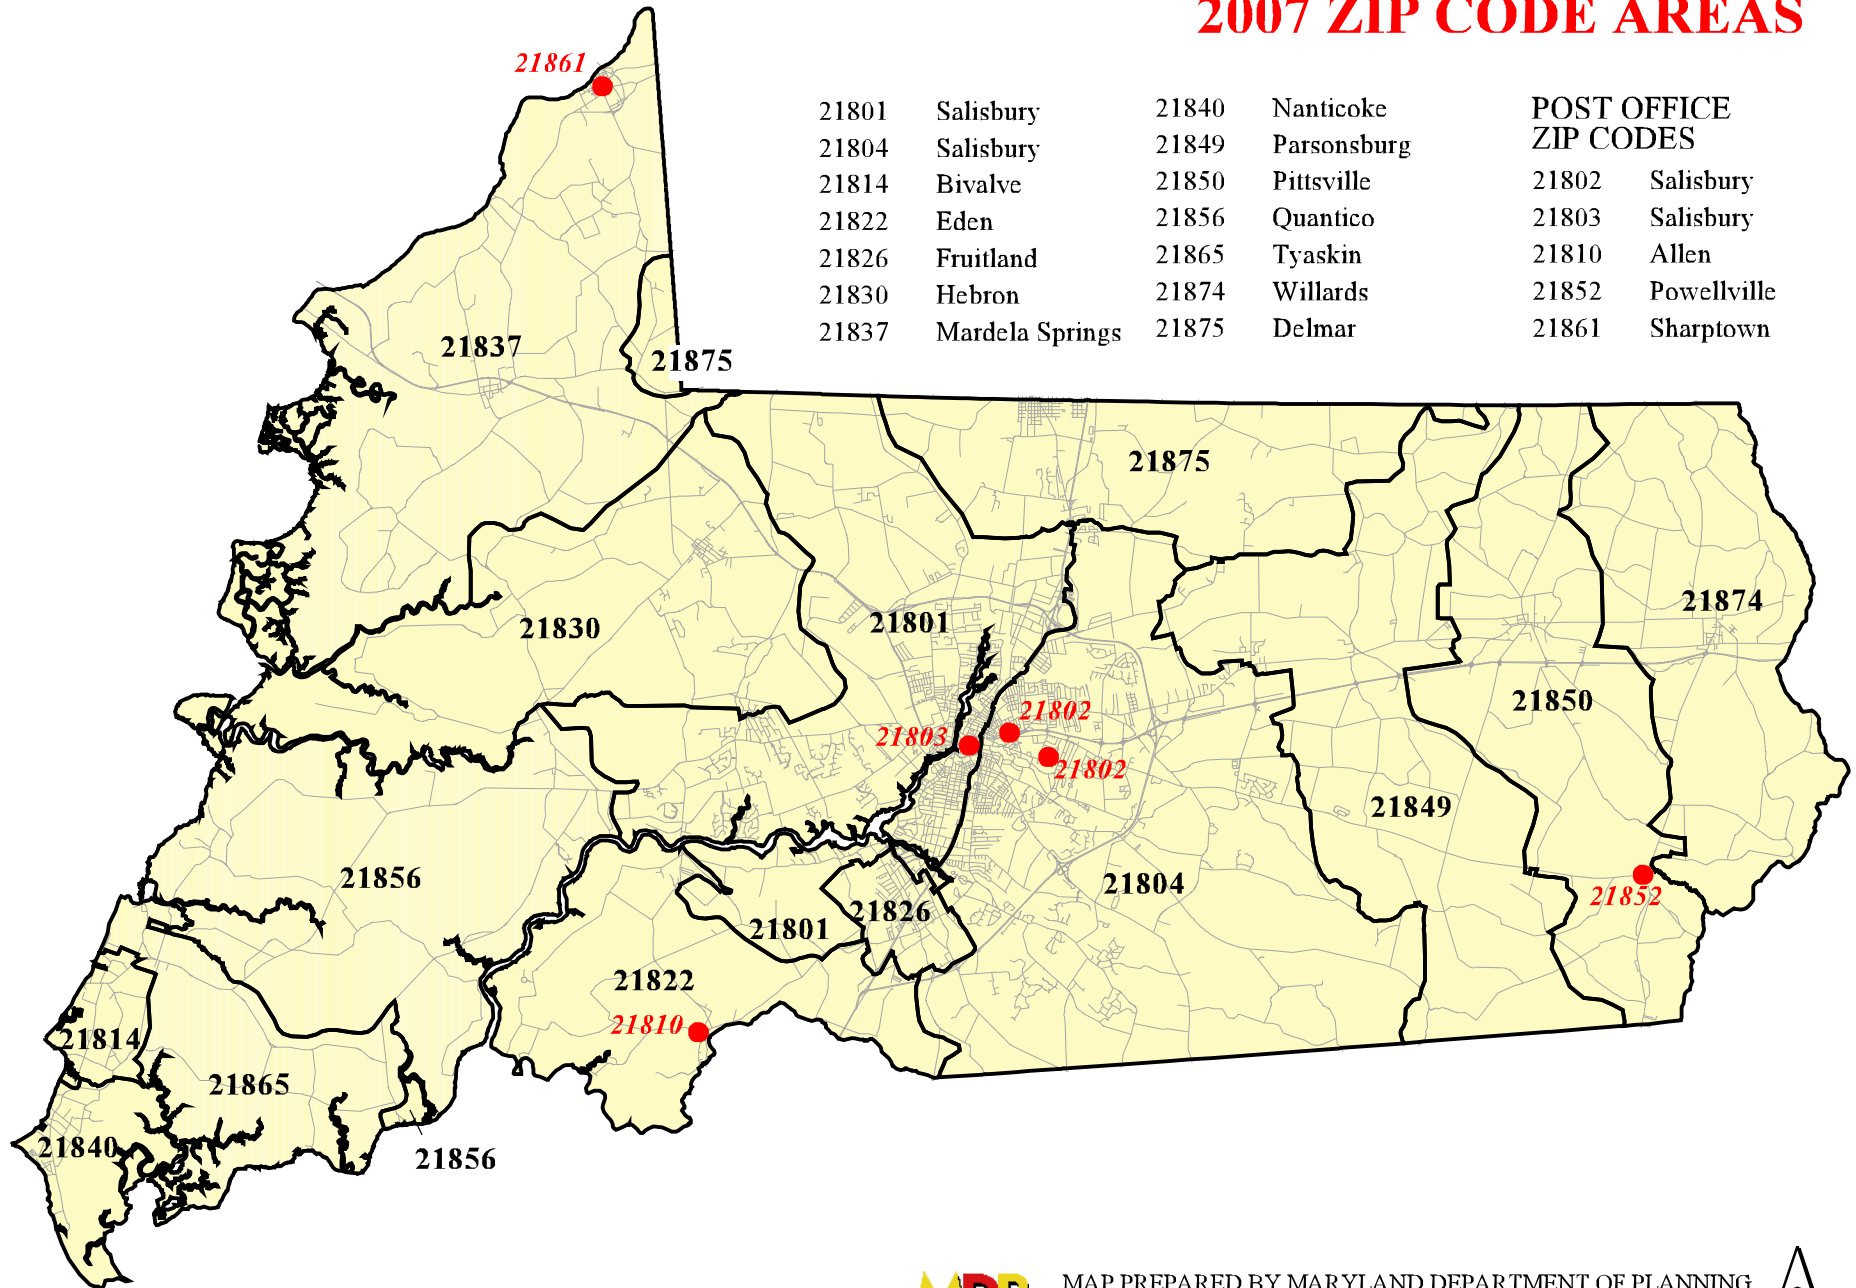 2007 ZIP CODE AREAS
21801 Salisbury
21804 Salisbury
21814 Bivalve
21822 Eden
21826 Fruitland
21830 Hebron
21837 Mardela Springs
21840 Nanticoke
21849 Parsonsburg
21850 Pittsville
21856 Quantico
21865 Tyaskin
21874 Willards
21875 Delmar
POST OFFICE
ZIP CODES
21802 Salisbury
21803 Salisbury
21810 Allen
21852 Powellville
21861 Sharptown
21861
21837
21875
21875
21830
21801
21874
21850
21802
21803
21802
21849
21856
21804
21852
21826
21801
21822
21810
21814
21865
21840
21856
MDP
MAP PREPARED BY MARYLAND DEPARTMENT OF PLANNING